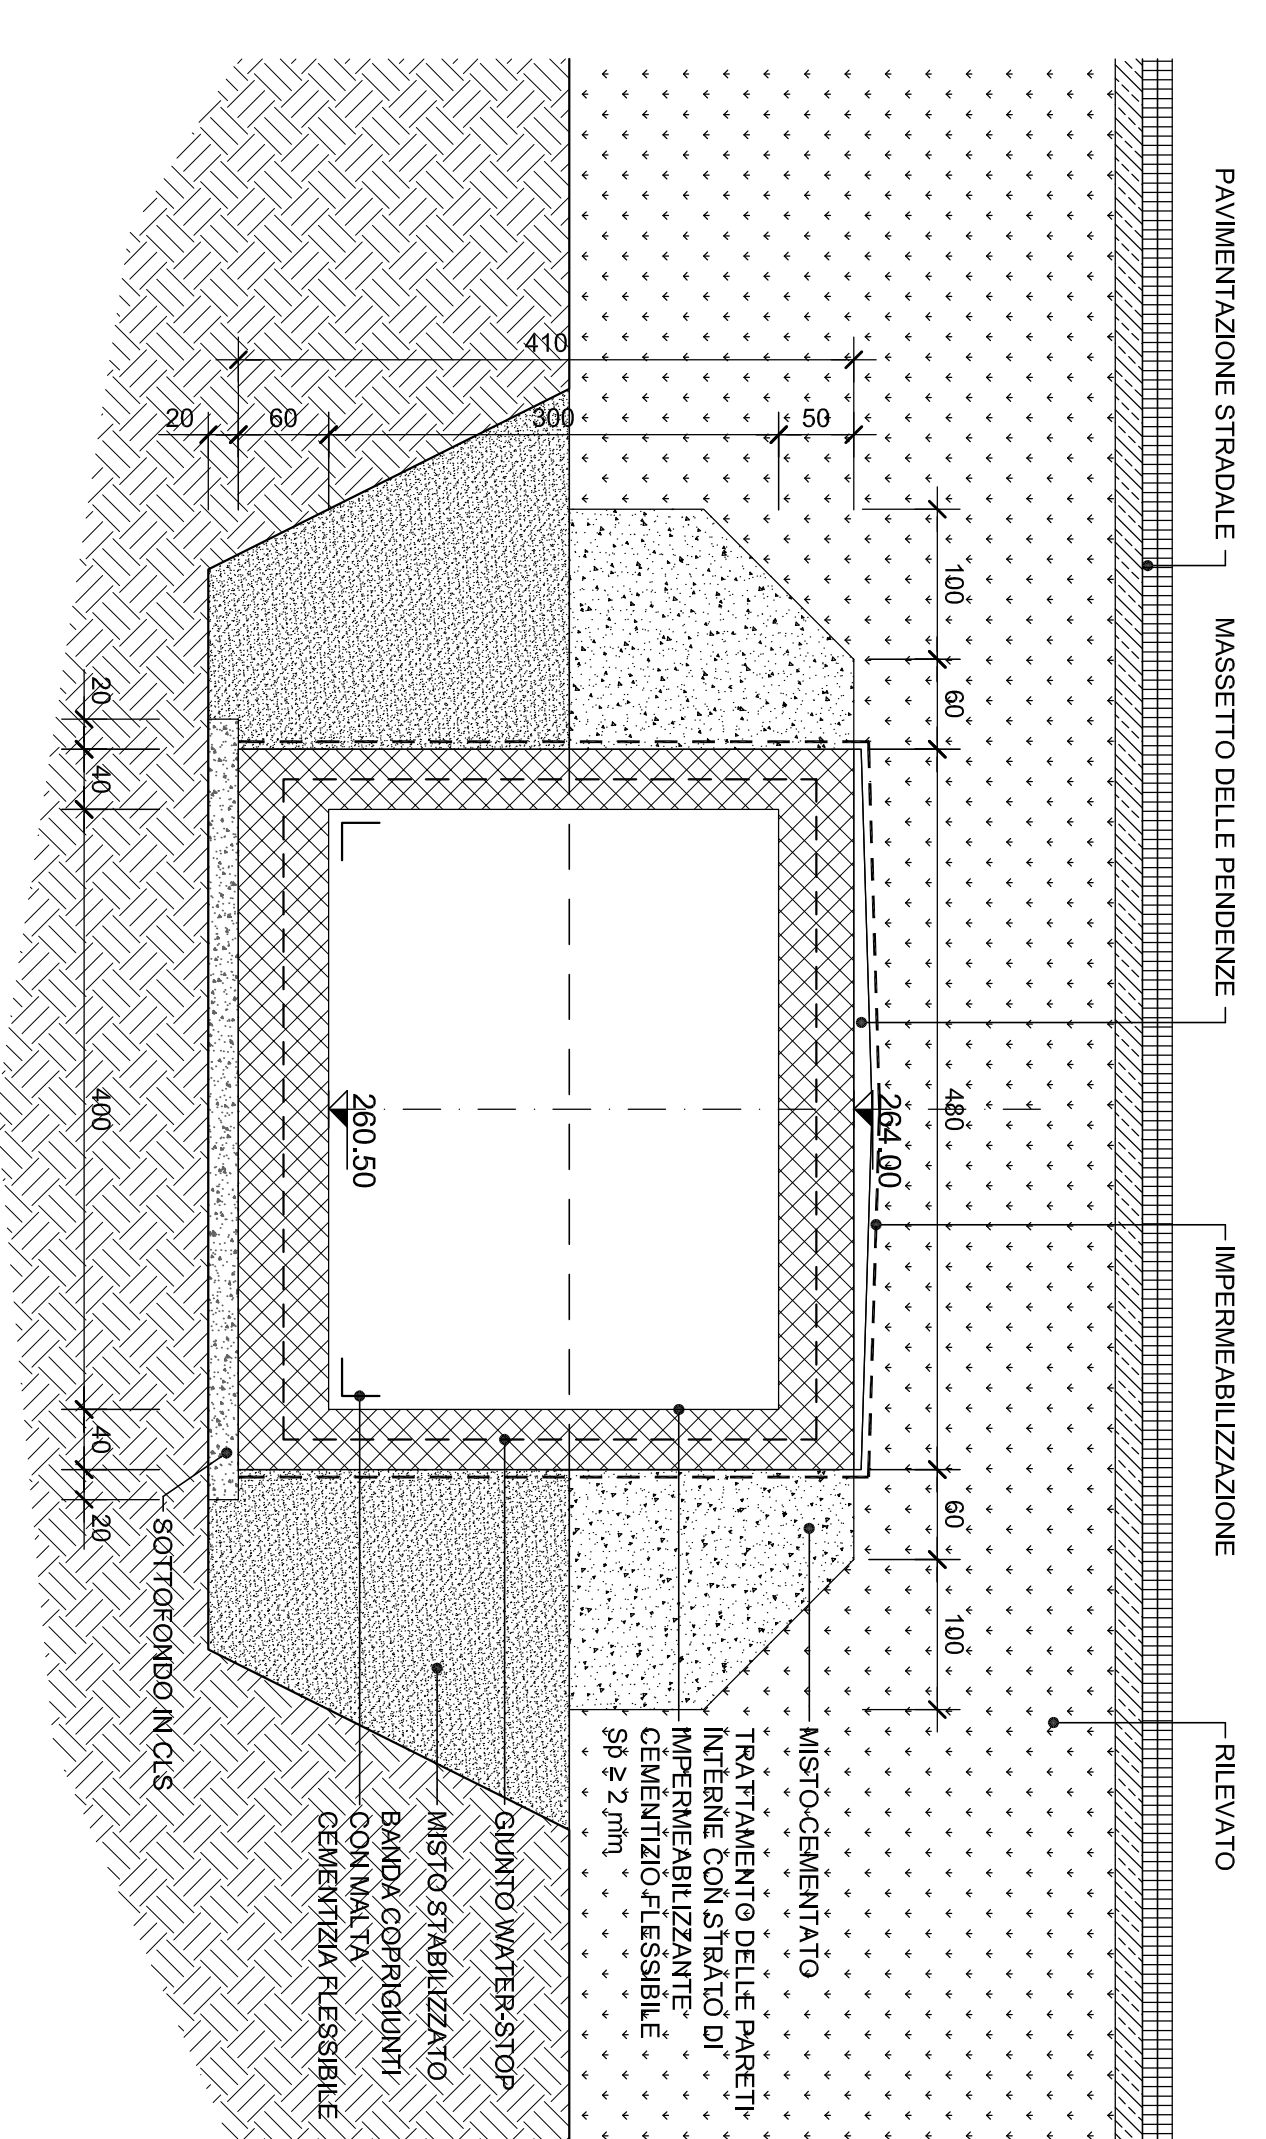 PAVIMENTAZIONE STRADALE
MASSETTO DELLE PENDENZE
IMPERMEABILIZZAZIONE
RILEVATO
100
60
480
60
100
264.00
260.50
410
20
60
300
50
MISTO CEMENTATO
TRATTAMENTO DELLE PARETI
INTERNE CON STRATO DI
IMPERMEABILIZZANTE
CEMENTIZIO FLESSIBILE
Sp ≥ 2 mm
GIUNTO WATER-STOP
MISTO STABILIZZATO
BANDA COPRIGIUNTI
CON MALTA
CEMENTIZIA FLESSIBILE
SOTTOFONDO IN CLS
20
40
400
40
20